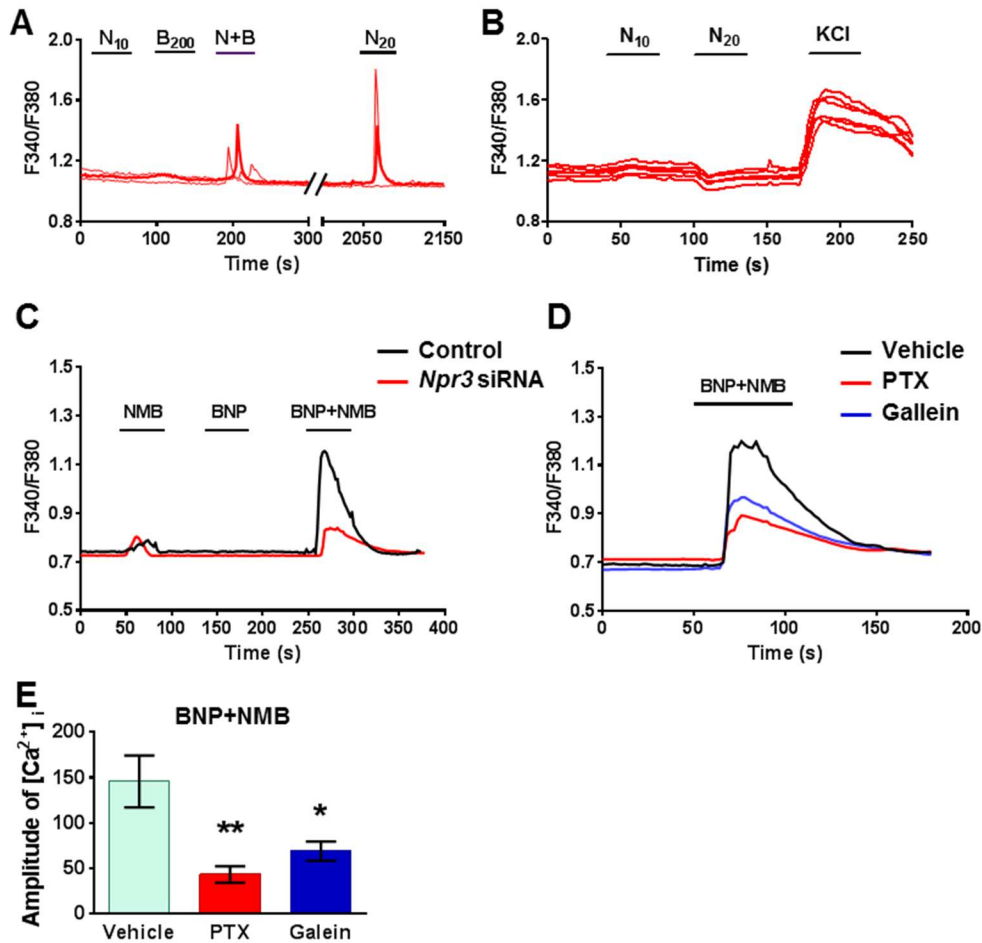 A
B
N10 B200 N+B N20
N10 N20 KCl
2.0
1.6
1.2
0.8
F340/F380
0 100 200 300 2050 2150
Time (s)
2.0
1.6
1.2
0.8
F340/F380
0 50 100 150 200 250
Time (s)
C
Control
Npr3 siRNA
NMB BNP BNP+NMB
1.5
1.3
1.1
0.9
0.7
0.5
F340/F380
0 50 100 150 200 250 300 350 400
Time (s)
D
Vehicle
PTX
Gallein
BNP+NMB
1.5
1.3
1.1
0.9
0.7
0.5
F340/F380
0 50 100 150 200
Time (s)
E
BNP+NMB
200
150
100
50
0
Amplitude of [Ca2+] i
** *
Vehicle PTX Galein